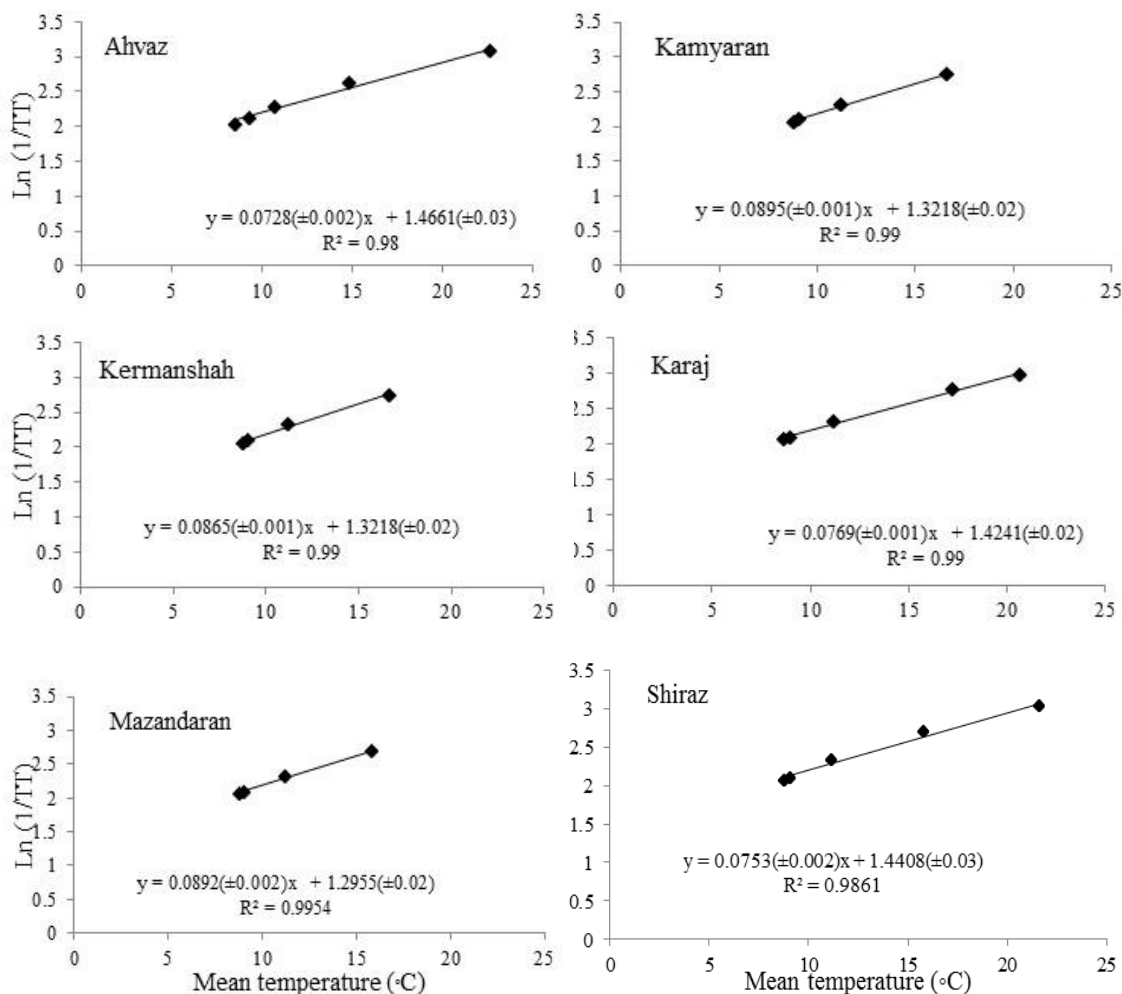 Ahvaz
Ln (1/TT)
3.5
3
2.5
2
1.5
1
0.5
0
y = 0.0728(±0.002)x + 1.4661(±0.03)
R² = 0.98
0 5 10 15 20 25
Kamyaran
3.5
3
2.5
2
1.5
1
0.5
0
y = 0.0895(±0.001)x + 1.3218(±0.02)
R² = 0.99
0 5 10 15 20 25
Kermanshah
Ln (1/TT)
3.5
3
2.5
2
1.5
1
0.5
0
y = 0.0865(±0.001)x + 1.3218(±0.02)
R² = 0.99
0 5 10 15 20 25
Karaj
3.5
3
2.5
2
1.5
1
0.5
0
y = 0.0769(±0.001)x + 1.4241(±0.02)
R² = 0.99
0 5 10 15 20 25
Mazandaran
Ln (1/TT)
3.5
3
2.5
2
1.5
1
0.5
0
y = 0.0892(±0.002)x + 1.2955(±0.02)
R² = 0.9954
0 5 10 15 20 25
Mean temperature (◦C)
Shiraz
3.5
3
2.5
2
1.5
1
0.5
0
y = 0.0753(±0.002)x + 1.4408(±0.03)
R² = 0.9861
0 5 10 15 20 25
Mean temperature (◦C)